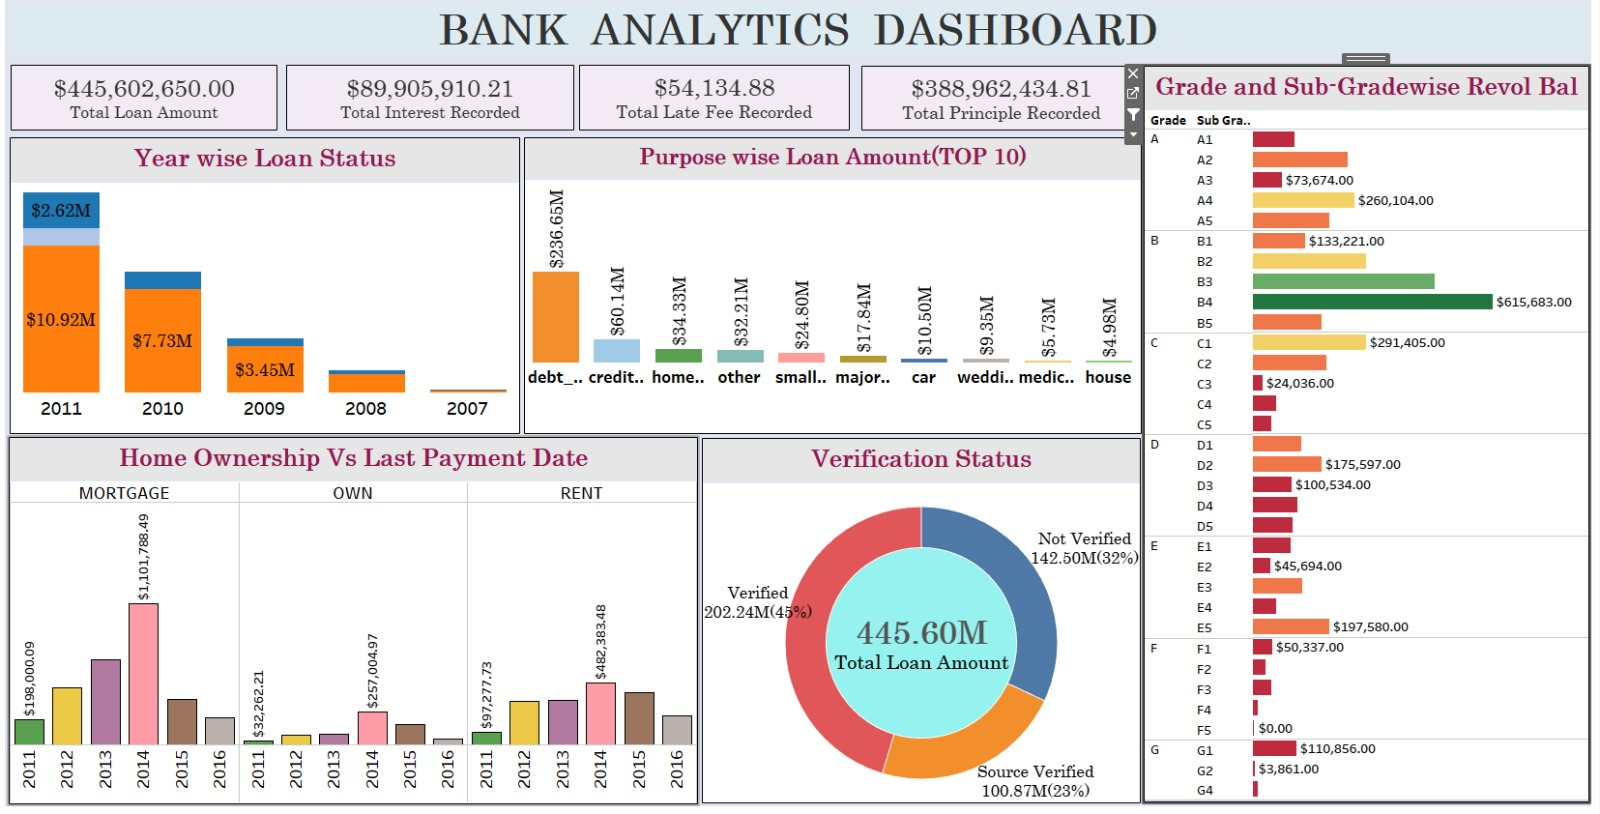 BANK ANALYTICS DASHBOARD
$445,602,650.00
Total Loan Amount
$89,905,910.21
Total Interest Recorded
$54,134.88
Total Late Fee Recorded
$388,962,434.81
Total Principle Recorded
Year wise Loan Status
$2.62M
$10.92M
$7.73M
$3.45M
2011 2010 2009 2008 2007
Purpose wise Loan Amount(TOP 10)
$236.65M
$60.14M
$34.33M
$32.21M
$24.80M
$17.84M
$10.50M
$9.35M
$5.73M
$4.98M
debt_.. credit.. home.. other small.. major.. car weddi.. medic.. house
Home Ownership Vs Last Payment Date
MORTGAGE OWN RENT
$198,000.09
$1,101,788.49
$32,262.21
$257,004.97
$97,277.73
$482,383.48
2011 2012 2013 2014 2015 2016 2011 2012 2013 2014 2015 2016 2011 2012 2013 2014 2015 2016
Verification Status
Not Verified
142.50M(32%)
Verified
202.24M(45%)
445.60M
Total Loan Amount
Source Verified
100.87M(23%)
Grade and Sub-Gradewise Revol Bal
Grade Sub Gra..
A A1
A2
A3 $73,674.00
A4 $260,104.00
A5
B B1 $133,221.00
B2
B3
B4 $615,683.00
B5
C C1 $291,405.00
C2
C3 $24,036.00
C4
C5
D D1
D2 $175,597.00
D3 $100,534.00
D4
D5
E E1
E2 $45,694.00
E3
E4
E5 $197,580.00
F F1 $50,337.00
F2
F3
F4
F5 $0.00
G G1 $110,856.00
G2 $3,861.00
G4